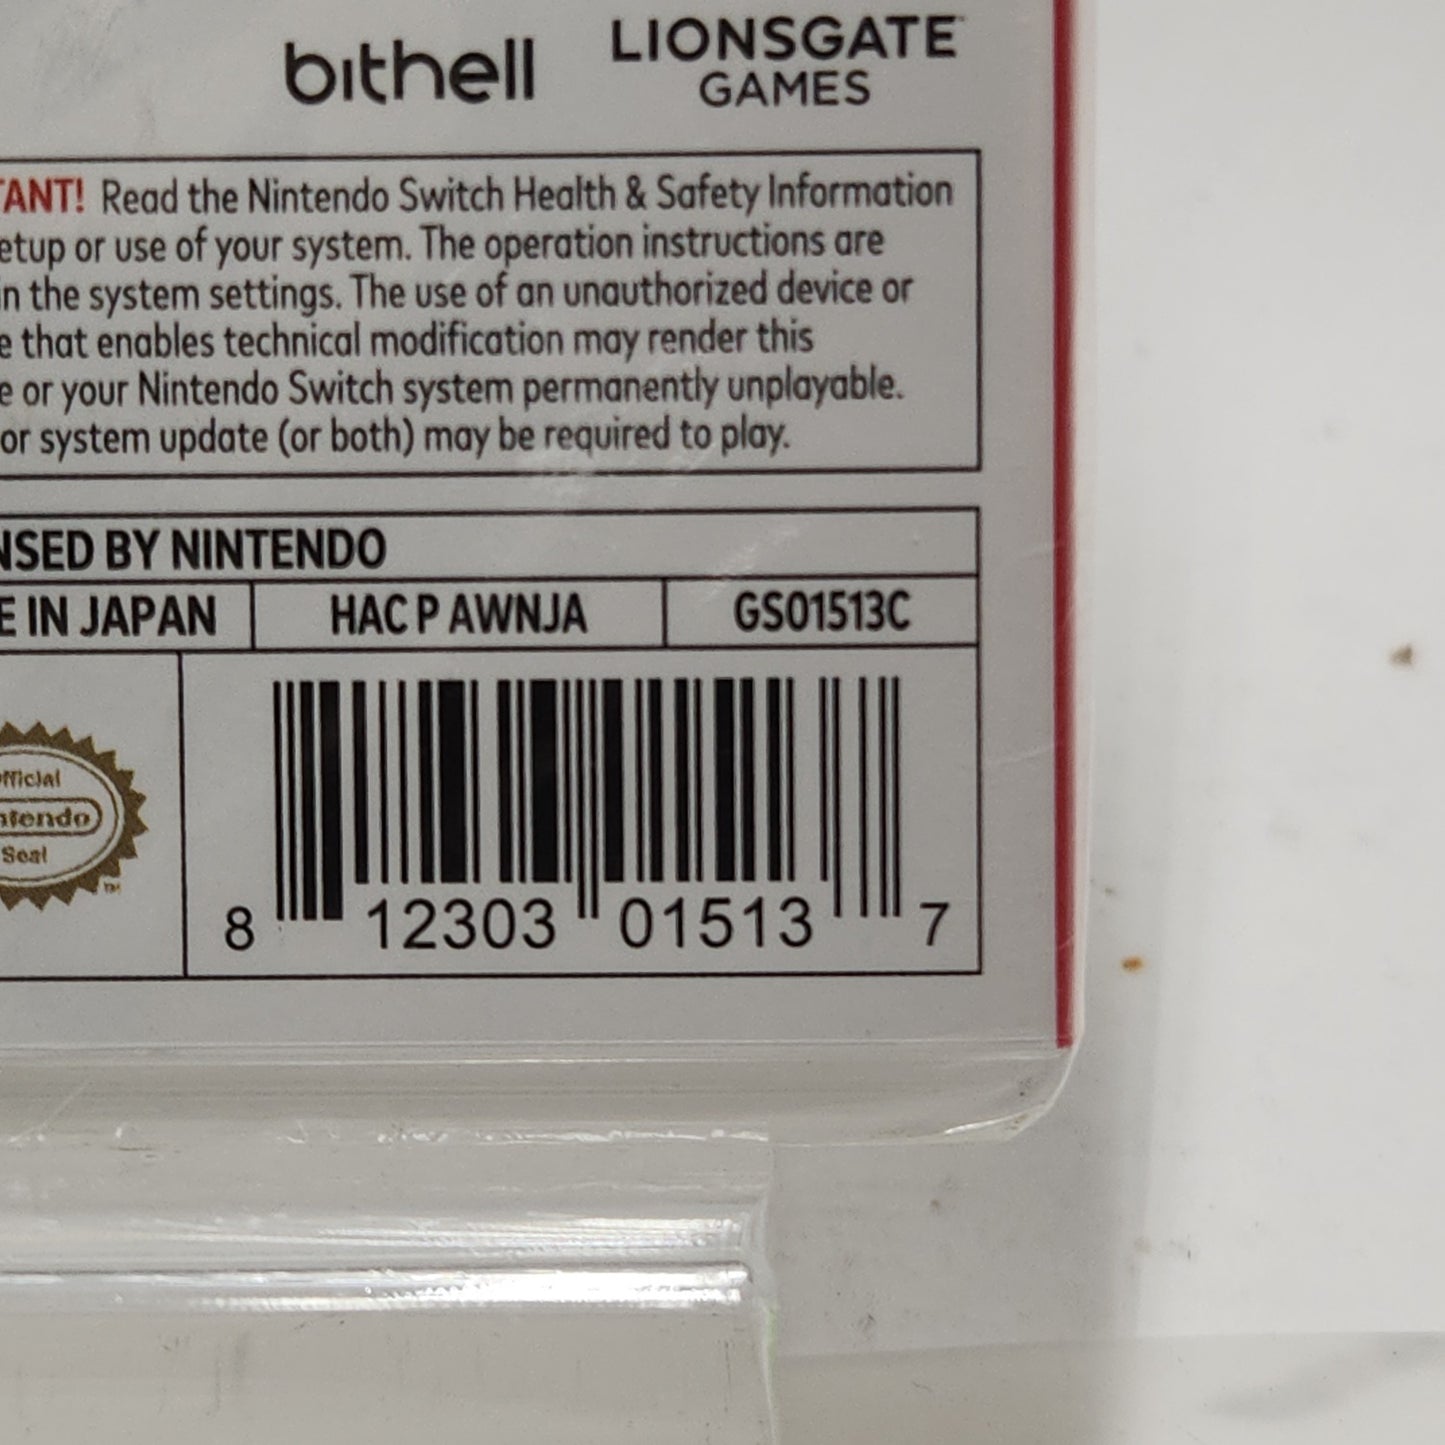 bithell
LIONSGATE
GAMES
TANT! Read the Nintendo Switch Health & Safety Information
etup or use of your system. The operation instructions are
in the system settings. The use of an unauthorized device or
e that enables technical modification may render this
e or your Nintendo Switch system permanently unplayable.
or system update (or both) may be required to play.
NSED BY NINTENDO
E IN JAPAN HAC P AWNJA GS01513C
fficial
ntendo
Seal
TM
8 12303 01513 7